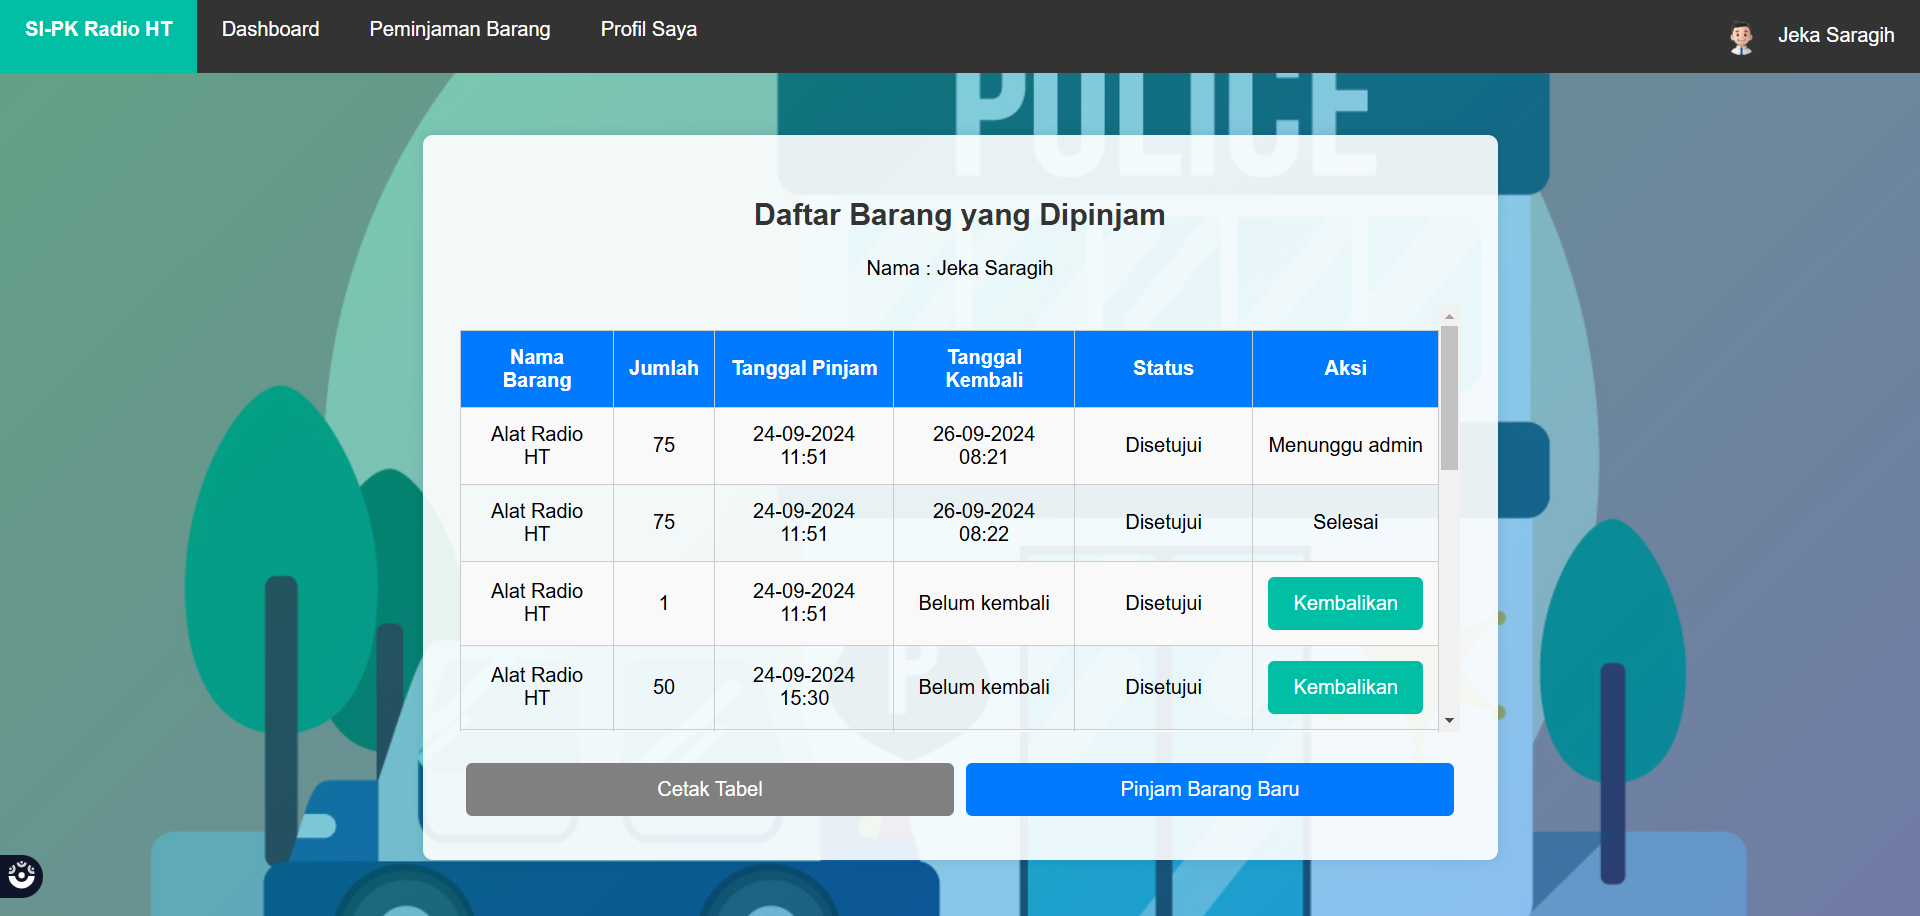 SI-PK Radio HT Dashboard Peminjaman Barang Profil Saya Jeka Saragih
POLICE
Daftar Barang yang Dipinjam
Nama : Jeka Saragih
Nama Barang Jumlah Tanggal Pinjam Tanggal Kembali Status Aksi
Alat Radio HT 75 24-09-2024 11:51 26-09-2024 08:21 Disetujui Menunggu admin
Alat Radio HT 75 24-09-2024 11:51 26-09-2024 08:22 Disetujui Selesai
Alat Radio HT 1 24-09-2024 11:51 Belum kembali Disetujui Kembalikan
Alat Radio HT 50 24-09-2024 15:30 Belum kembali Disetujui Kembalikan
P
Cetak Tabel Pinjam Barang Baru